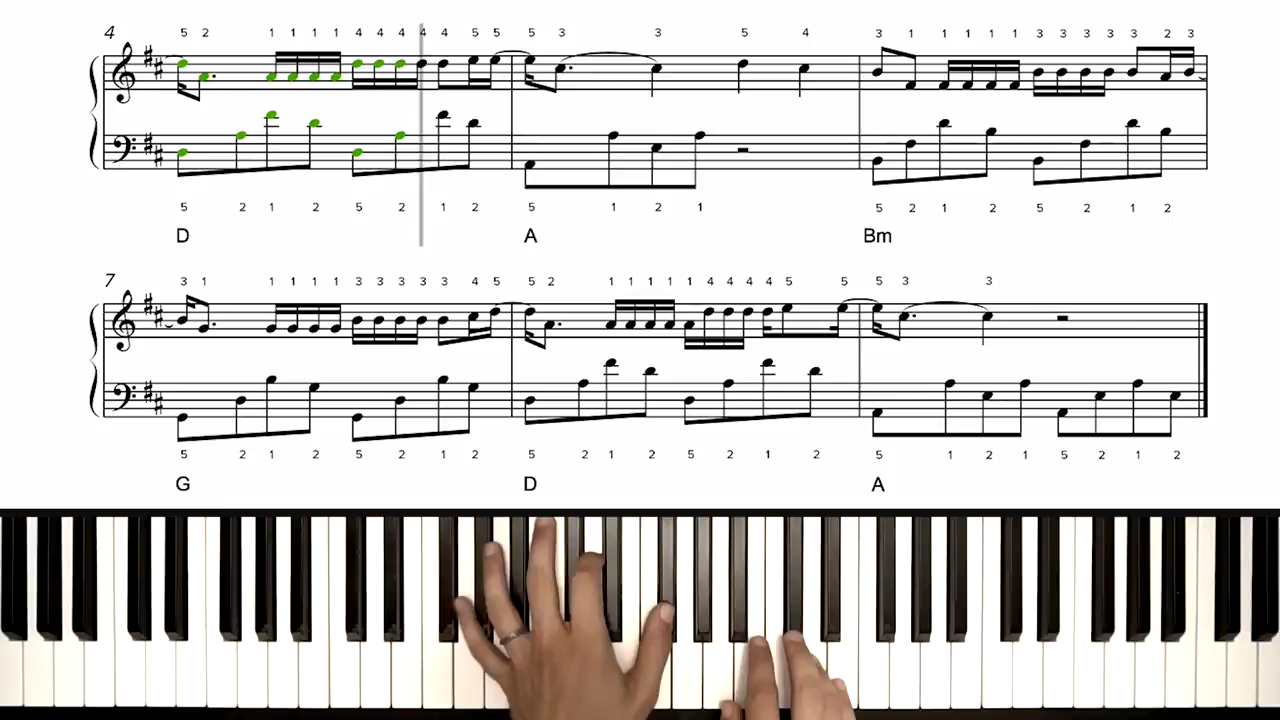 4
5 2 1 1 1 1 4 4 4 4 4 5 5 5 3 3 5 4 3 1 1 1 1 1 3 3 3 3 3 2 3
5 2 1 2 5 2 1 2 5 1 2 1 5 2 1 2 5 2 1 2
D A Bm
7
3 1 1 1 1 1 3 3 3 3 3 4 5 5 2 1 1 1 1 1 4 4 4 4 5 5 5 3 3
5 2 1 2 5 2 1 2 5 2 1 2 5 2 1 2 5 1 2 1 5 2 1 2
G D A